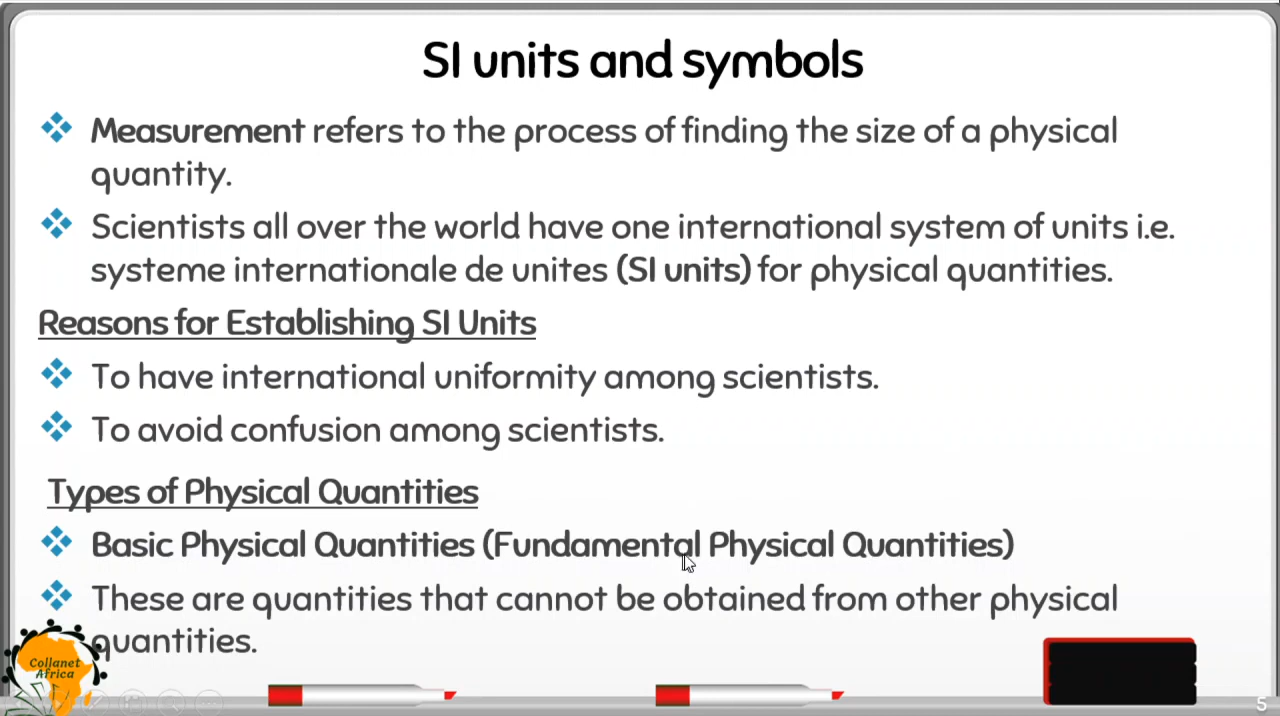 SI units and symbols
Measurement refers to the process of finding the size of a physical
quantity.
Scientists all over the world have one international system of units i.e.
systeme internationale de unites (SI units) for physical quantities.
Reasons for Establishing SI Units
To have international uniformity among scientists.
To avoid confusion among scientists.
Types of Physical Quantities
Basic Physical Quantities (Fundamental Physical Quantities)
These are quantities that cannot be obtained from other physical
quantities.
Collanet
Africa
5